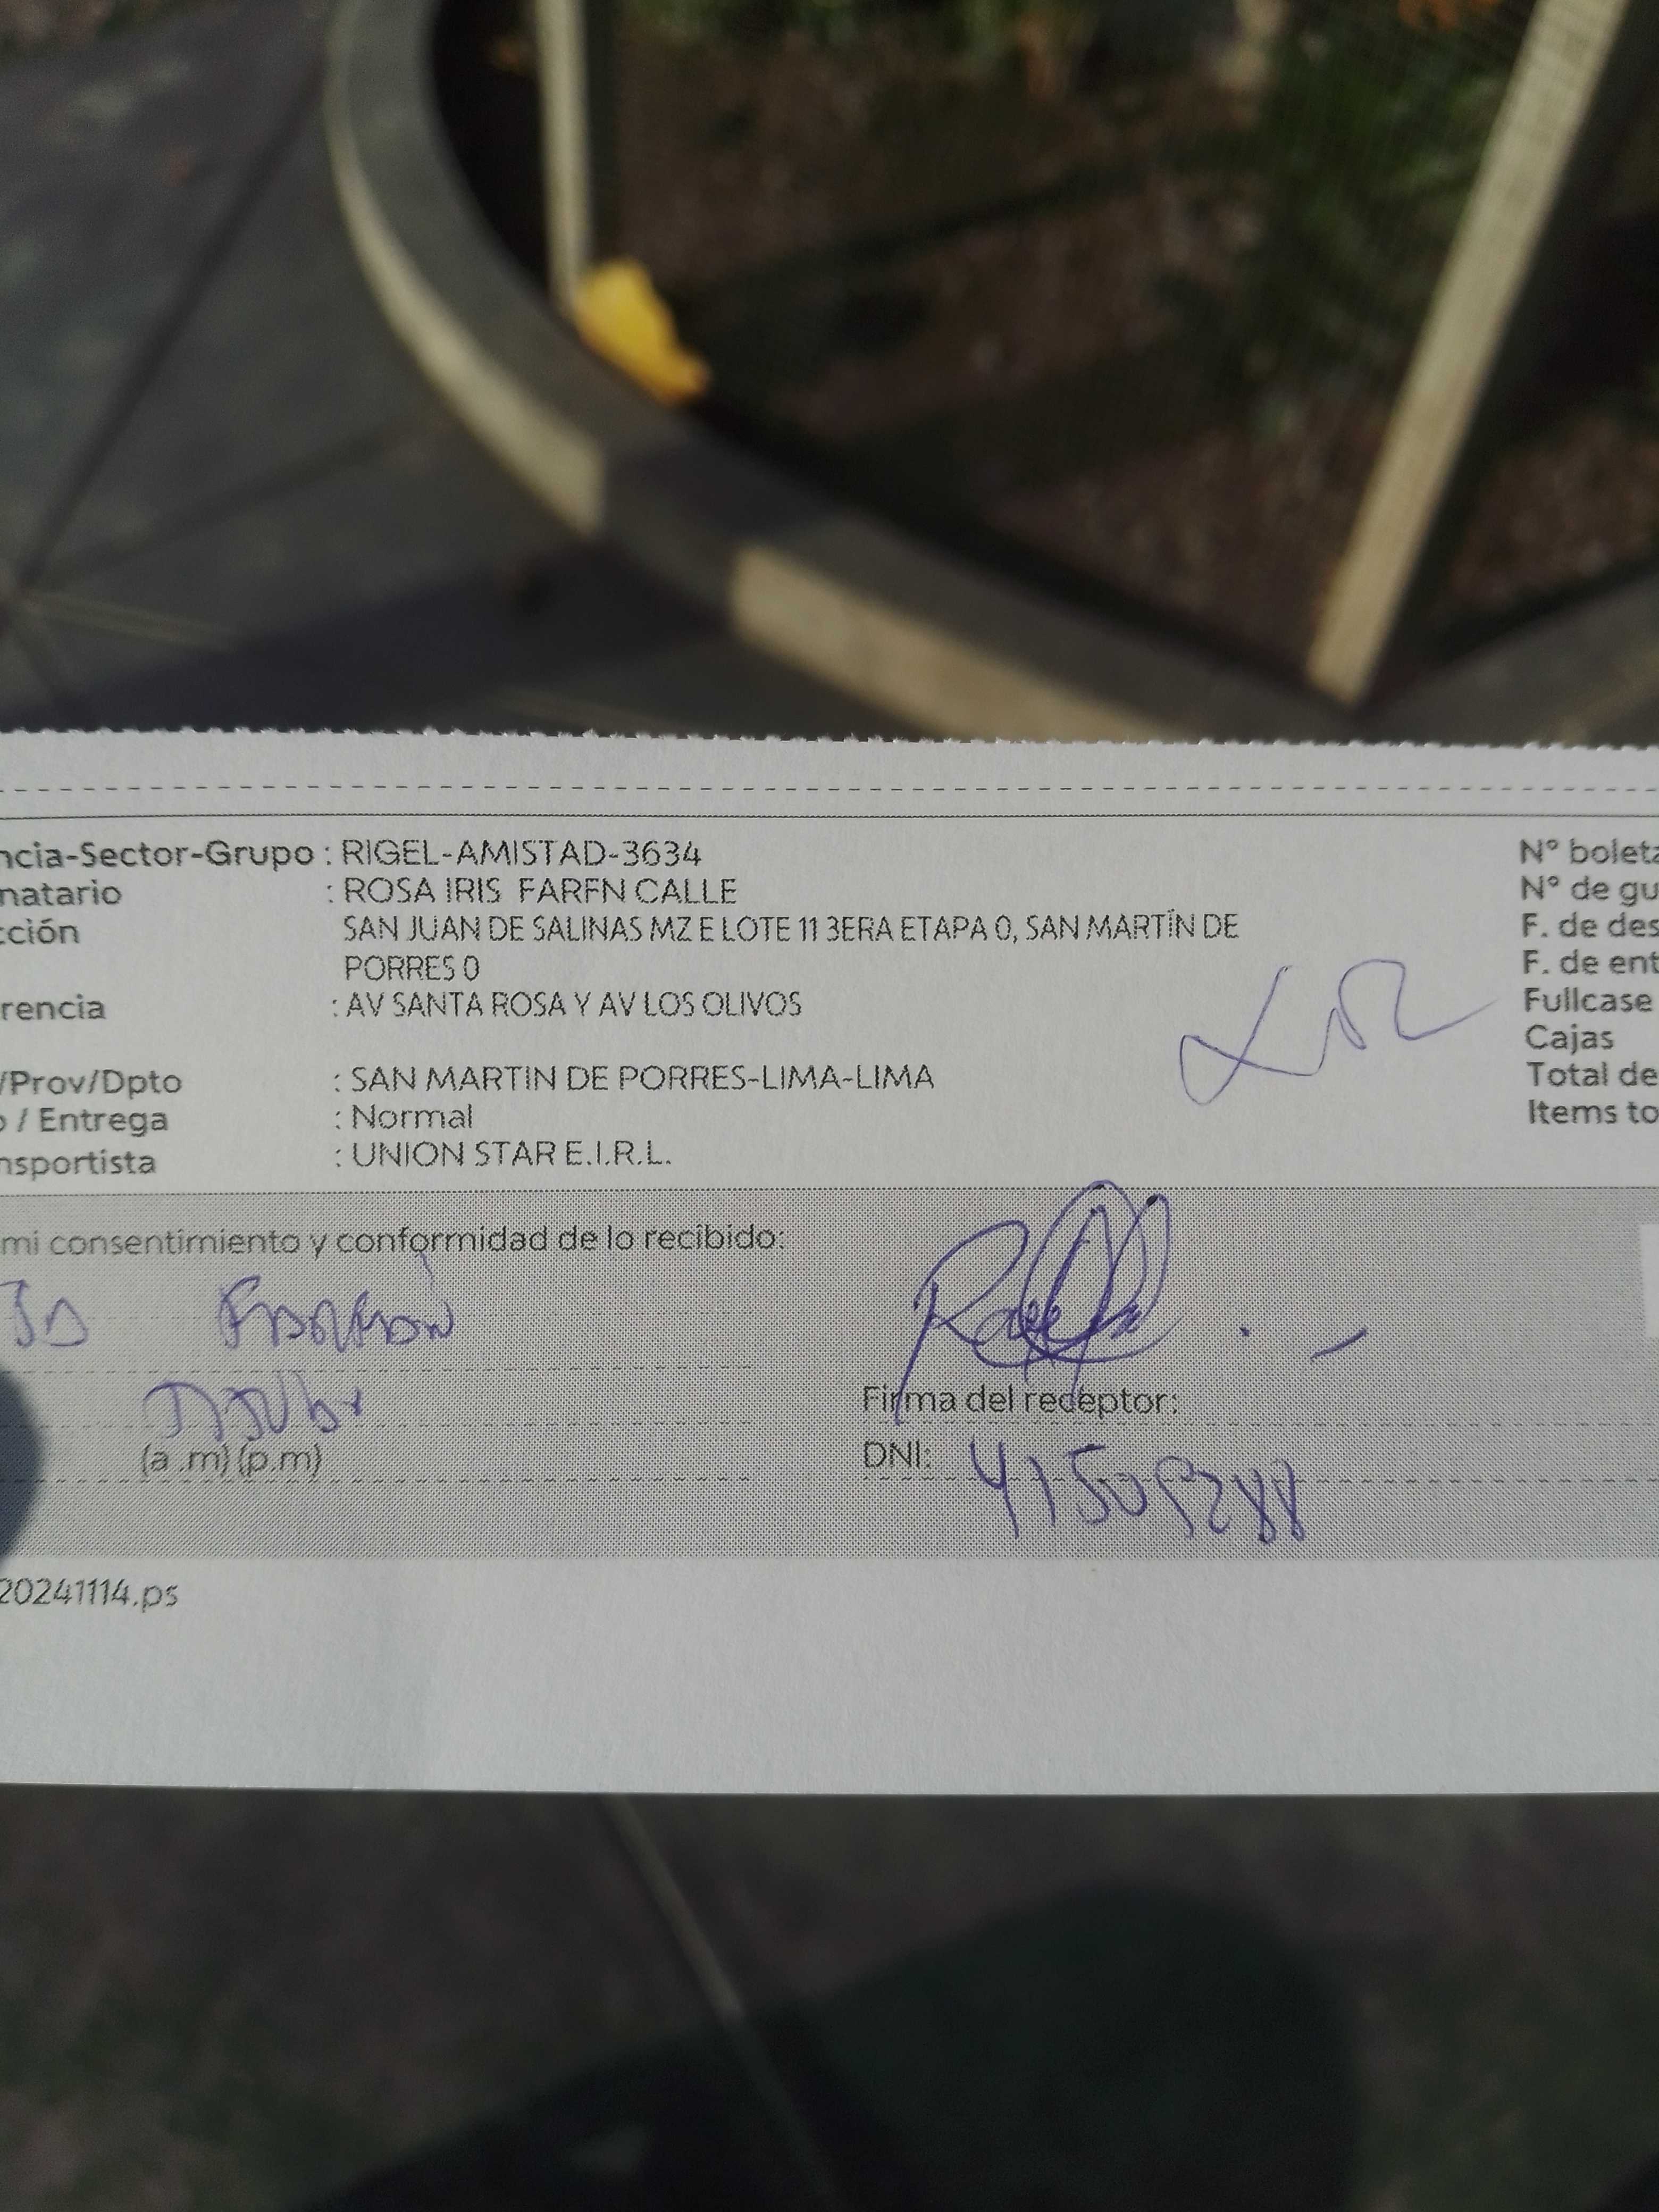 ncia-Sector-Grupo : RIGEL-AMISTAD-3634
natario : ROSA IRIS FARFN CALLE
cción SAN JUAN DE SALINAS MZ E LOTE 11 3ERA ETAPA 0, SAN MARTÍN DE
PORRES 0
rencia : AV SANTA ROSA Y AV LOS OLIVOS
/Prov/Dpto : SAN MARTIN DE PORRES-LIMA-LIMA
o / Entrega : Normal
nsportista : UNION STAR E.I.R.L.
N° boleta
N° de gu
F. de des
F. de ent
Fullcase
Cajas
Total de
Items to
mi consentimiento y conformidad de lo recibido:
Firma del receptor:
(a .m) (p.m)
DNI: 41509288
20241114.ps